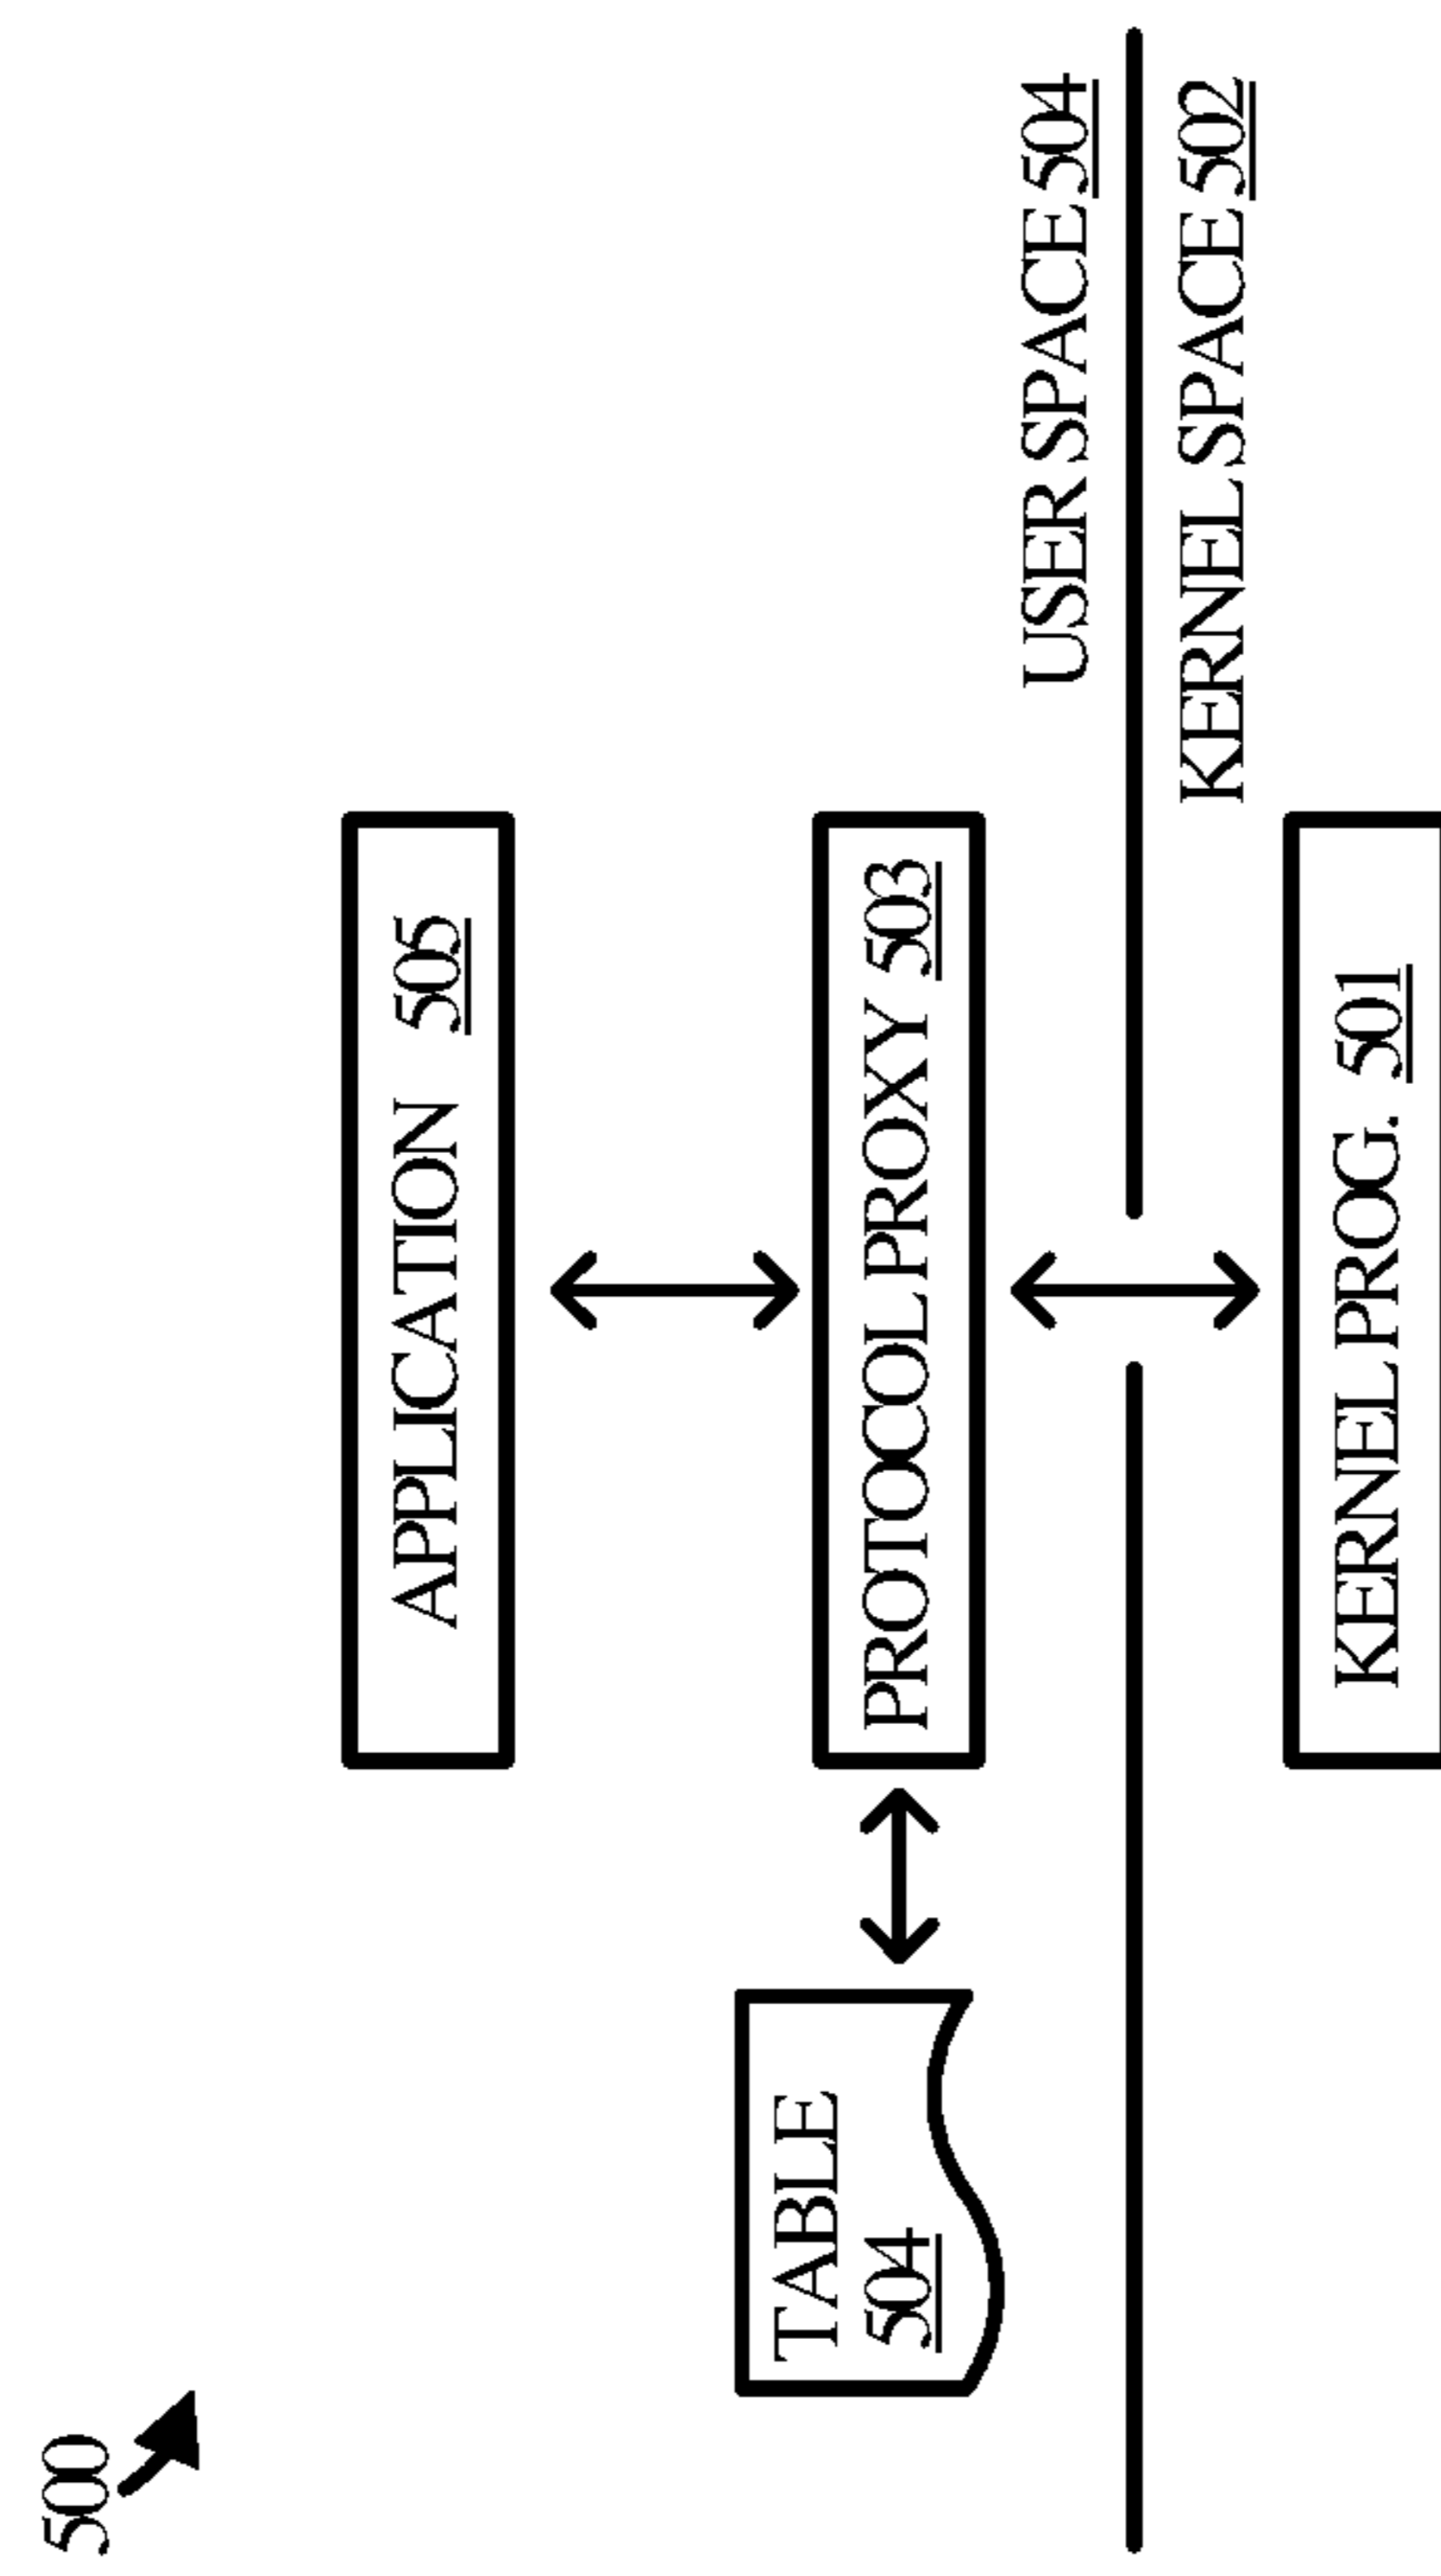 500
APPLICATION 505
TABLE
504
PROTOCOL PROXY 503
USER SPACE 504
KERNEL SPACE 502
KERNEL PROG. 501